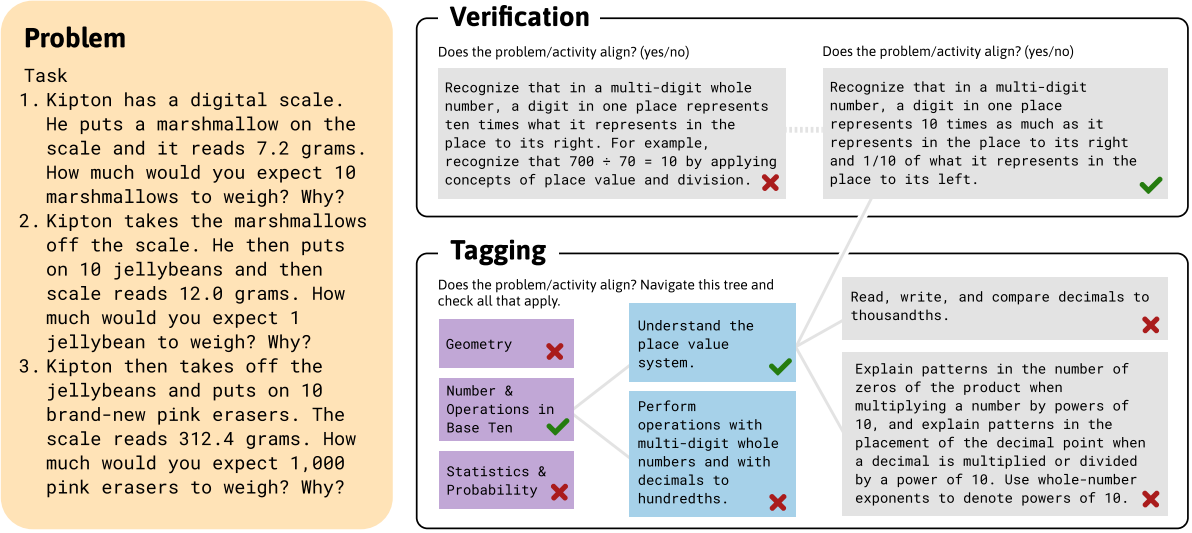 Problem
Task
1. Kipton has a digital scale.
He puts a marshmallow on the
scale and it reads 7.2 grams.
How much would you expect 10
marshmallows to weigh? Why?
2. Kipton takes the marshmallows
off the scale. He then puts
on 10 jellybeans and then
scale reads 12.0 grams. How
much would you expect 1
jellybean to weigh? Why?
3. Kipton then takes off the
jellybeans and puts on 10
brand-new pink erasers. The
scale reads 312.4 grams. How
much would you expect 1,000
pink erasers to weigh? Why?
Verification
Does the problem/activity align? (yes/no)
Recognize that in a multi-digit whole
number, a digit in one place represents
ten times what it represents in the
place to its right. For example,
recognize that 700 ÷ 70 = 10 by applying
concepts of place value and division.
Does the problem/activity align? (yes/no)
Recognize that in a multi-digit
number, a digit in one place
represents 10 times as much as it
represents in the place to its right
and 1/10 of what it represents in the
place to its left.
Tagging
Does the problem/activity align? Navigate this tree and
check all that apply.
Geometry
Number &
Operations in
Base Ten
Statistics &
Probability
Understand the
place value
system.
Perform
operations with
multi-digit whole
numbers and with
decimals to
hundredths.
Read, write, and compare decimals to
thousandths.
Explain patterns in the number of
zeros of the product when
multiplying a number by powers of
10, and explain patterns in the
placement of the decimal point when
a decimal is multiplied or divided
by a power of 10. Use whole-number
exponents to denote powers of 10.